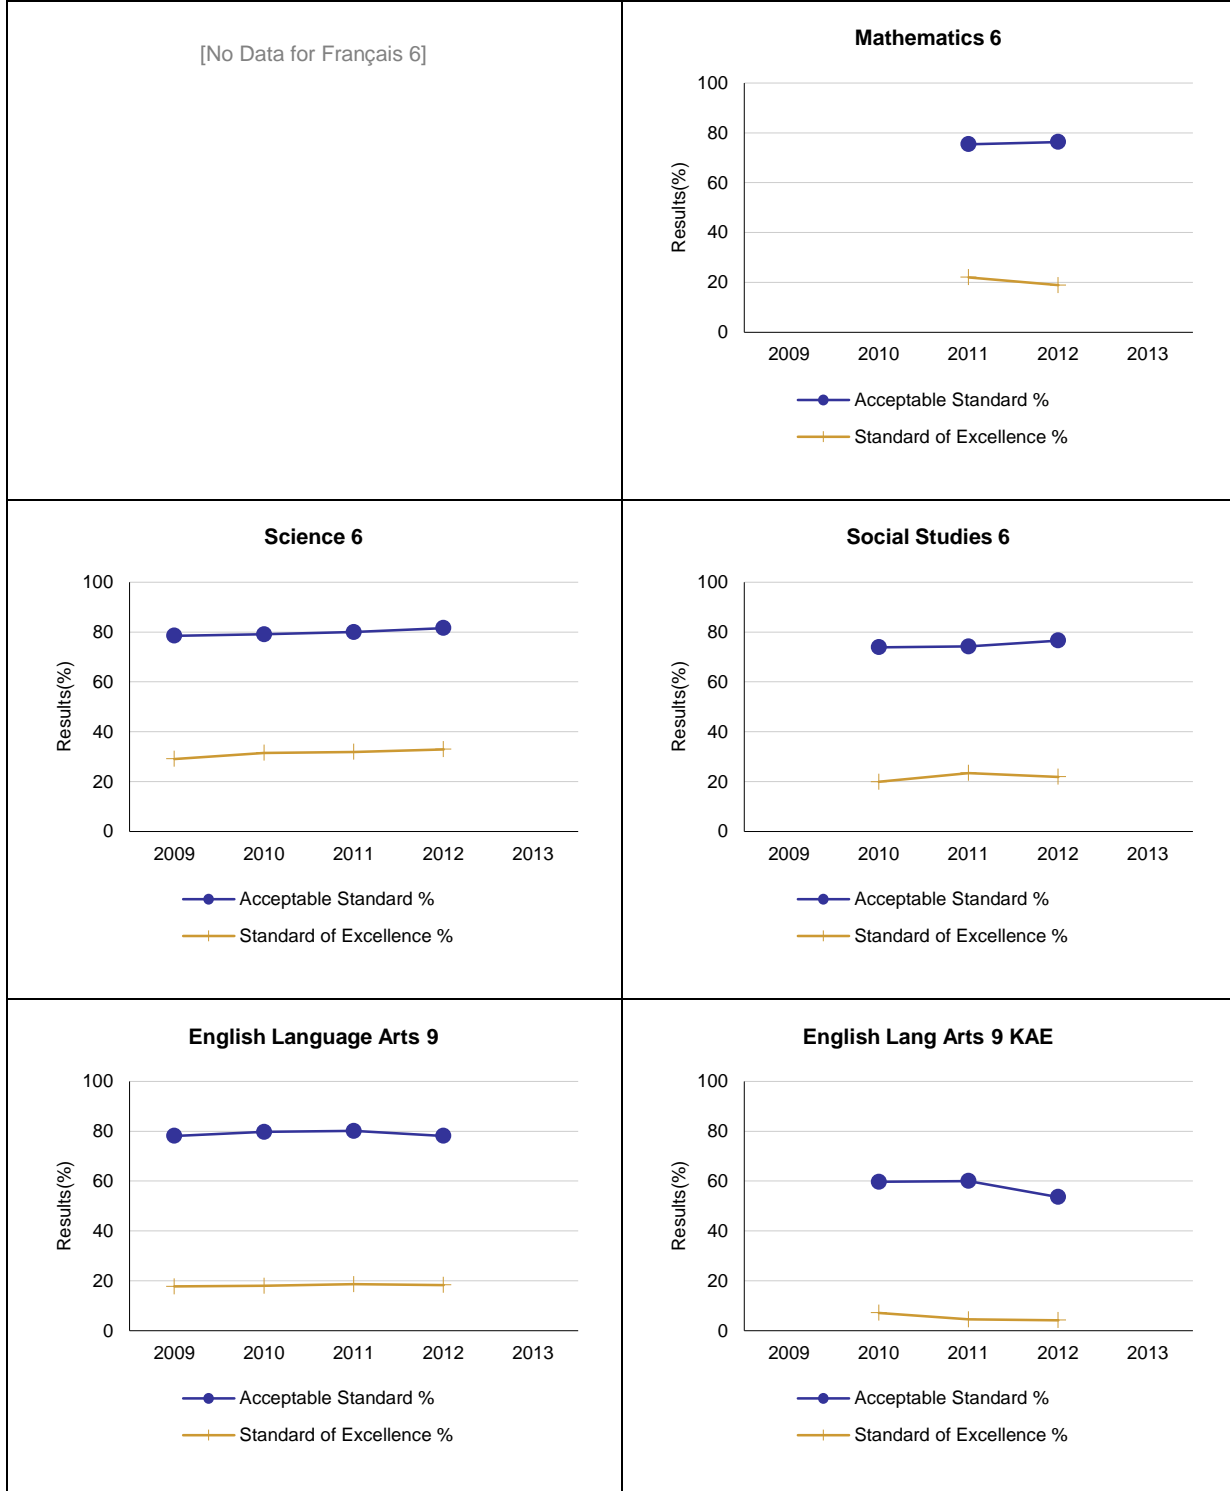 [No Data for Français 6]
Mathematics 6
100
80
60
40
20
0
Results(%)
2009 2010 2011 2012 2013
Acceptable Standard %
Standard of Excellence %
Science 6
100
80
60
40
20
0
Results(%)
2009 2010 2011 2012 2013
Acceptable Standard %
Standard of Excellence %
Social Studies 6
100
80
60
40
20
0
Results(%)
2009 2010 2011 2012 2013
Acceptable Standard %
Standard of Excellence %
English Language Arts 9
100
80
60
40
20
0
Results(%)
2009 2010 2011 2012 2013
Acceptable Standard %
Standard of Excellence %
English Lang Arts 9 KAE
100
80
60
40
20
0
Results(%)
2009 2010 2011 2012 2013
Acceptable Standard %
Standard of Excellence %